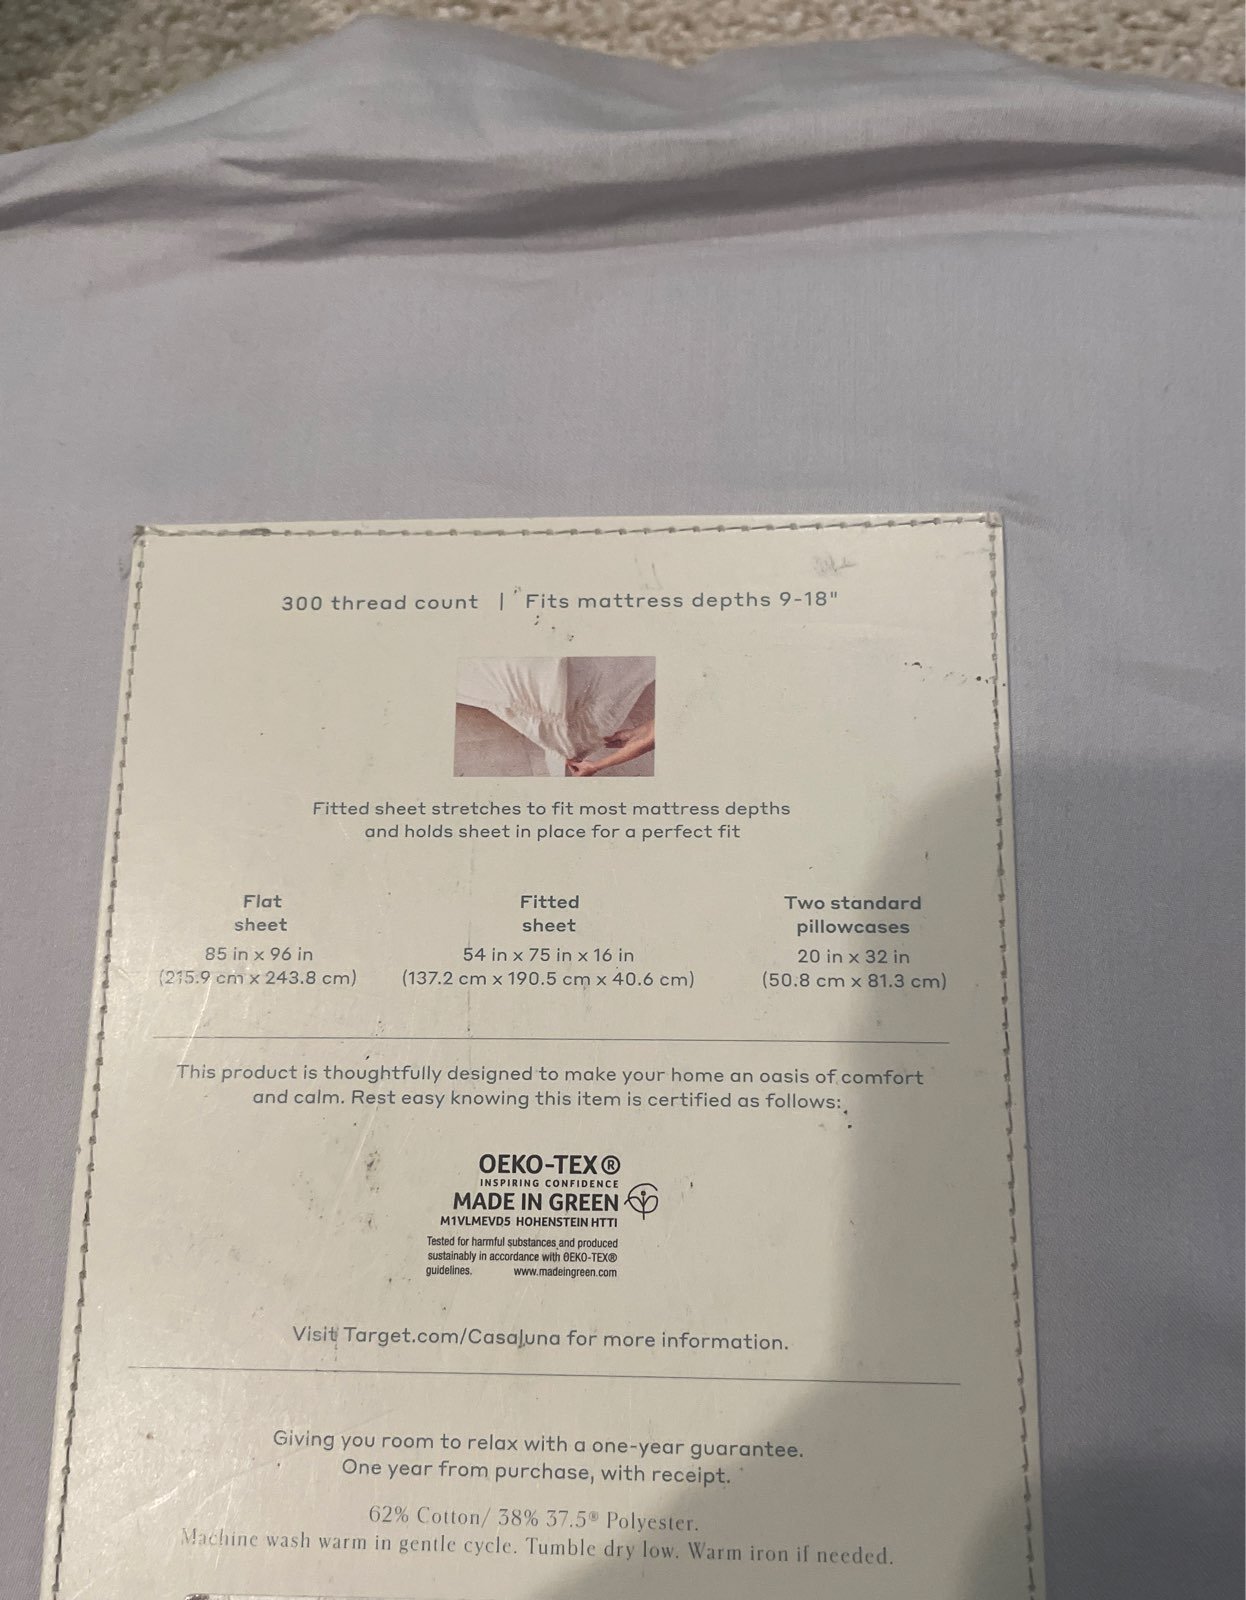 300 thread count | Fits mattress depths 9-18"
Fitted sheet stretches to fit most mattress depths
and holds sheet in place for a perfect fit
Flat
sheet
85 in x 96 in
(215.9 cm x 243.8 cm)
Fitted
sheet
54 in x 75 in x 16 in
(137.2 cm x 190.5 cm x 40.6 cm)
Two standard
pillowcases
20 in x 32 in
(50.8 cm x 81.3 cm)
This product is thoughtfully designed to make your home an oasis of comfort
and calm. Rest easy knowing this item is certified as follows:
OEKO-TEX®
INSPIRING CONFIDENCE
MADE IN GREEN
M1VLMEVD5 HOHENSTEIN HTTI
Tested for harmful substances and produced
sustainably in accordance with OEKO-TEX®
guidelines. www.madeingreen.com
Visit Target.com/Casaluna for more information.
Giving you room to relax with a one-year guarantee.
One year from purchase, with receipt.
62% Cotton/ 38% 37.5® Polyester.
Machine wash warm in gentle cycle. Tumble dry low. Warm iron if needed.